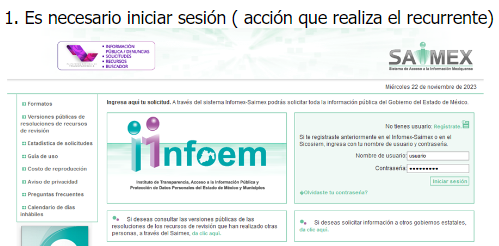 1. Es necesario iniciar sesión ( acción que realiza el recurrente)
• INFORMACIÓN
PÚBLICA / DENUNCIAS
• SOLICITUDES
• RECURSOS
• BUSCADOR
SAIMEX
Sistema de Acceso a la Información Mexiquense
Miércoles 22 de noviembre de 2023
Formatos
Versiones públicas de
resoluciones de recursos
de revisión
Estadística de solicitudes
Guía de uso
Costo de reproducción
Aviso de privacidad
Preguntas frecuentes
Calendario de días
inhábiles
Ingresa aquí tu solicitud. A través del sistema Infomex-Saimex podrás solicitar toda la información pública del Gobierno del Estado de México.
infoem
Instituto de Transparencia, Acceso a la Información Pública y
Protección de Datos Personales del Estado de México y Municipios
No tienes usuario: Regístrate.
Si te registraste anteriormente en el Infomex-Saimex o en el
Sicosiem, ingresa con tu nombre de usuario y contraseña.
Nombre de usuario: usuario
Contraseña: ••••••••••
Iniciar sesión
¿Olvidaste tu contraseña?
Si deseas consultar las versiones públicas de las
resoluciones de los recursos de revisión que han realizado otras
personas, a través del Saimex, da clic aquí.
Si deseas solicitar información a otros gobiernos estatales,
da clic aquí.